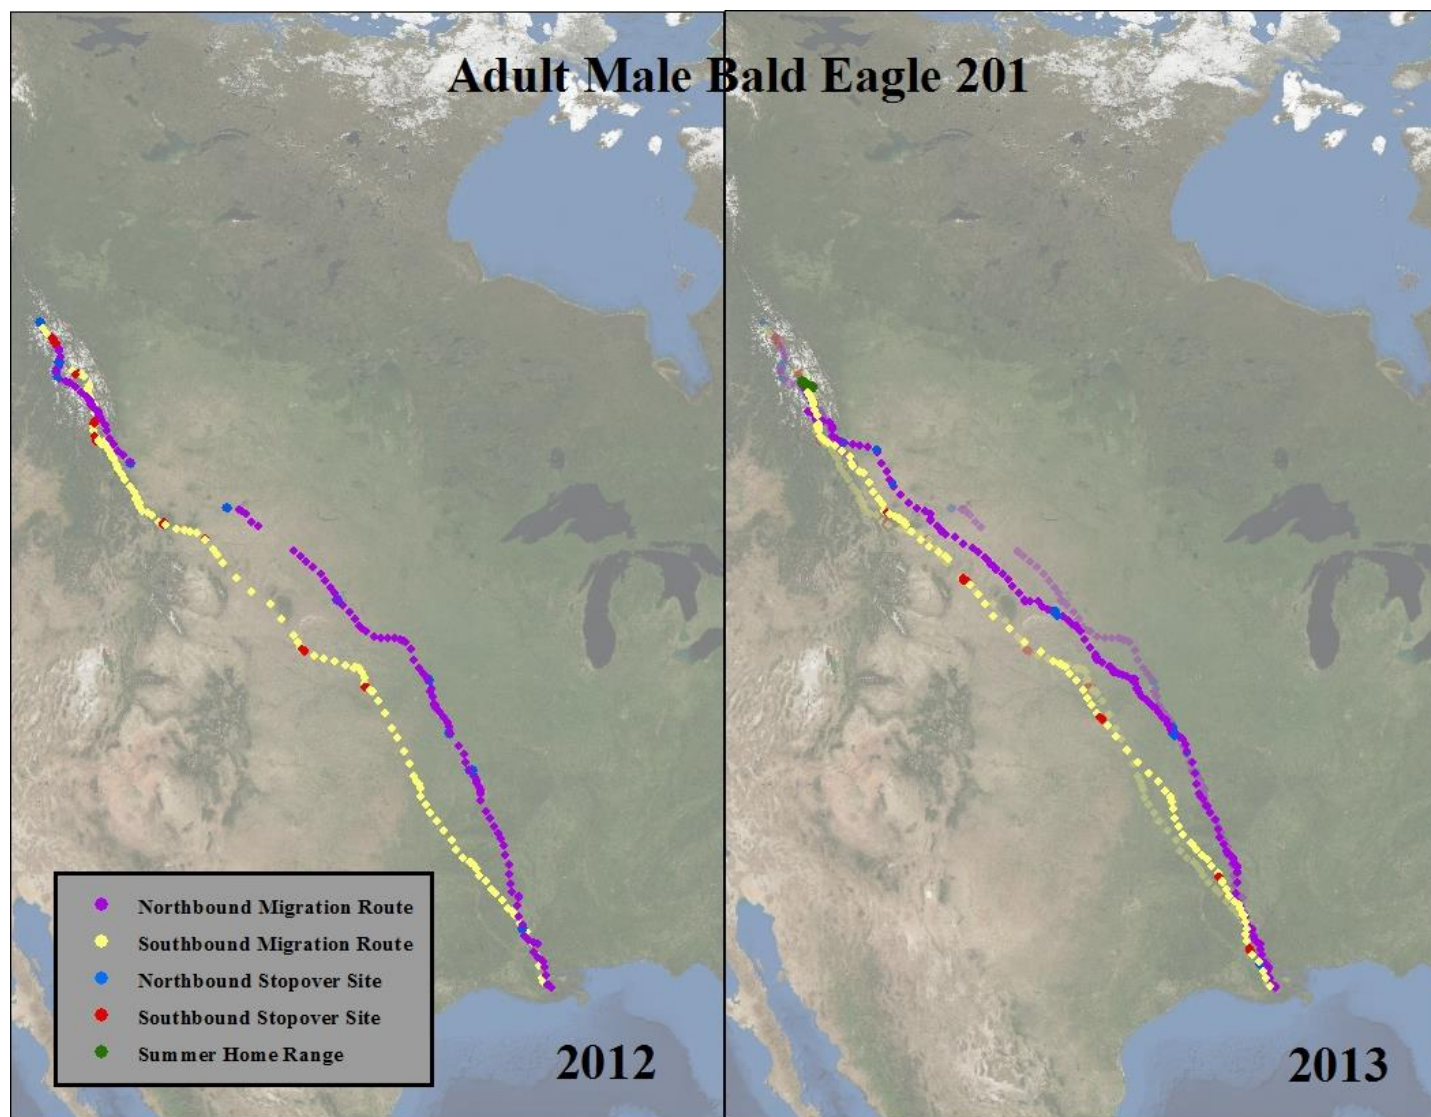 Adult Male Bald Eagle 201
Northbound Migration Route
Southbound Migration Route
Northbound Stopover Site
Southbound Stopover Site
Summer Home Range
2012
2013